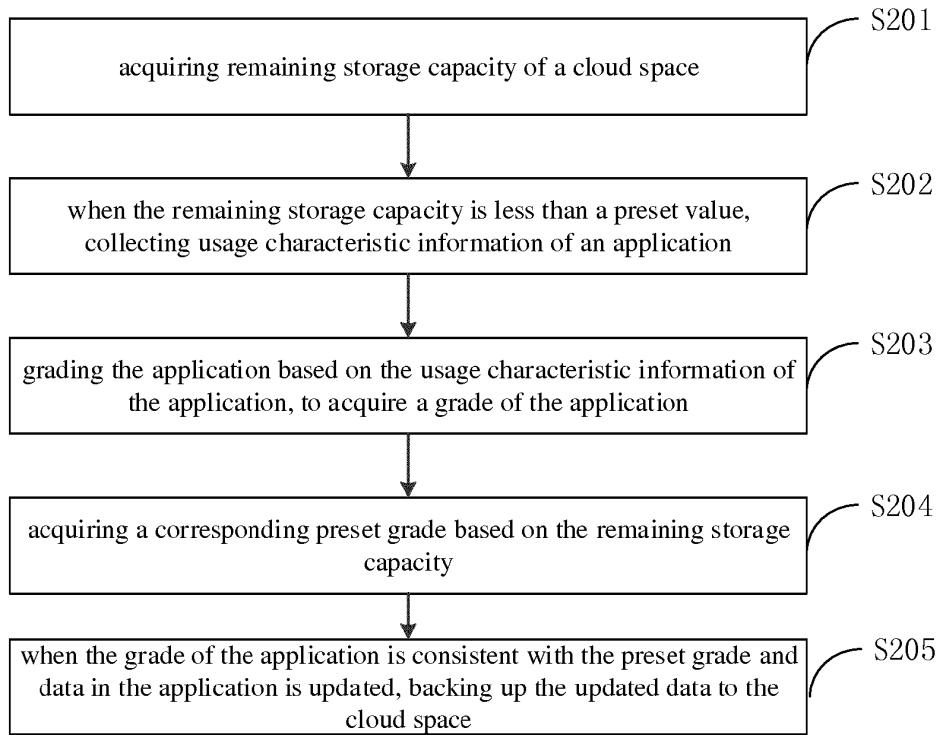 S201
acquiring remaining storage capacity of a cloud space
S202
when the remaining storage capacity is less than a preset value,
collecting usage characteristic information of an application
S203
grading the application based on the usage characteristic information of
the application, to acquire a grade of the application
S204
acquiring a corresponding preset grade based on the remaining storage
capacity
S205
when the grade of the application is consistent with the preset grade and
data in the application is updated, backing up the updated data to the
cloud space